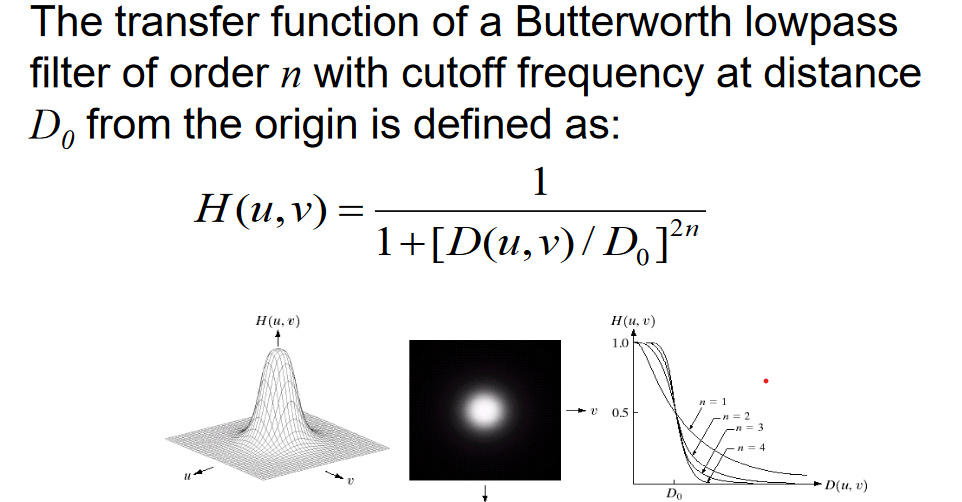 The transfer function of a Butterworth lowpass
filter of order n with cutoff frequency at distance
D₀ from the origin is defined as:
H(u,v) = 1 / 1+[D(u,v)/D₀]²ⁿ
H(u, v)
u
v
v
H(u, v)
1.0
0.5
n = 1
n = 2
n = 3
n = 4
D₀
D(u, v)